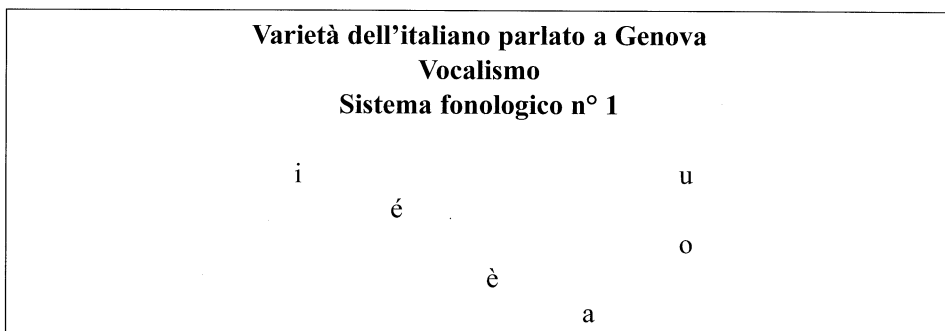 Varietà dell'italiano parlato a Genova
Vocalismo
Sistema fonologico n° 1
i u
é
o
è
a